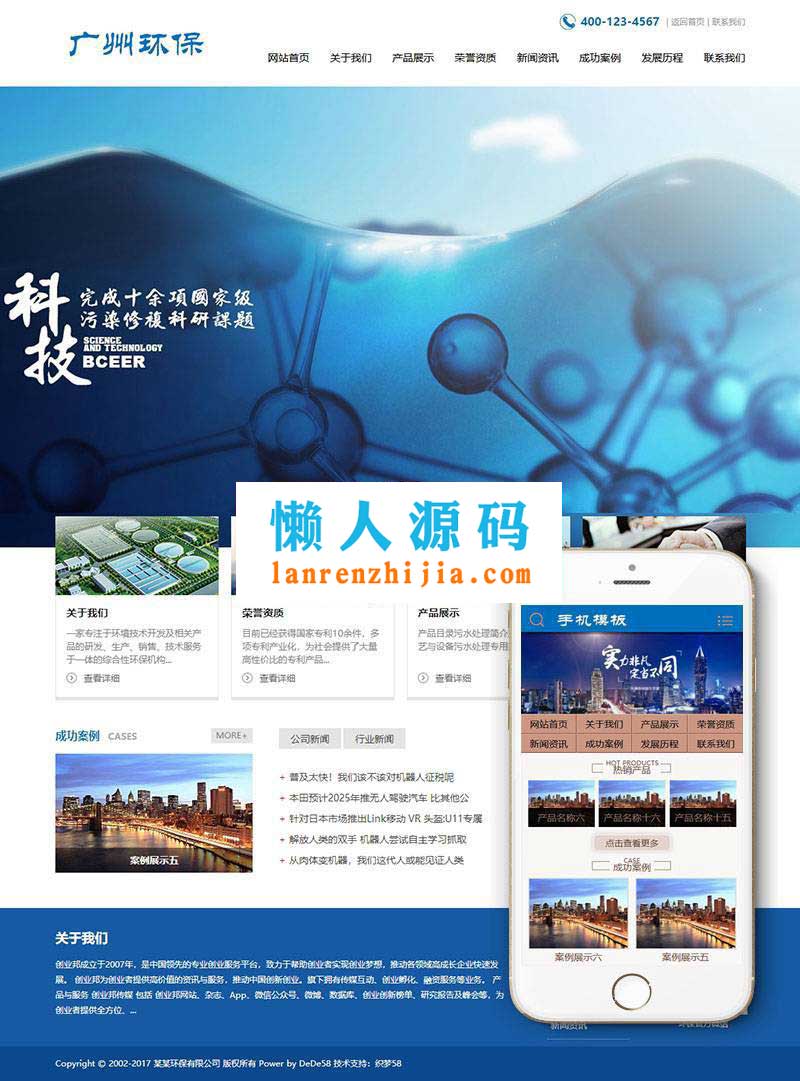 400-123-4567 | 返回首页 | 联系我们
广州环保
网站首页 关于我们 产品展示 荣誉资质 新闻资讯 成功案例 发展历程 联系我们
科技
完成十余項國家級
污染修複科研課題
SCIENCE
AND TECHNOLOGY
BCEER
懒人源码
lanrenzhijia.com
关于我们
一家专注于环境技术开发及相关产
品的研发、生产、销售、技术服务
于一体的综合性环保机构...
查看详细
荣誉资质
目前已经获得国家专利10余件，多
项专利产业化，为社会提供了大量
高性价比的专利产品...
查看详细
产品展示
产品目录污水处理简介
艺与设备污水处理专用
查看详细
成功案例 CASES MORE+
案例展示五
公司新闻 行业新闻
+ 普及太快！我们该不该对机器人征税呢
+ 本田预计2025年推无人驾驶汽车 比其他公
+ 针对日本市场推出Link移动 VR 头盔:U11专属
+ 解放人类的双手 机器人尝试自主学习抓取
+ 从肉体变机器，我们这代人或能见证人类
手机模板
实力非凡
定当不同
网站首页 关于我们 产品展示 荣誉资质
新闻资讯 成功案例 发展历程 联系我们
HOT PRODUCTS
热销产品
产品名称六 产品名称十 产品名称十五
点击查看更多
CASE
成功案例
案例展示六 案例展示五
关于我们
创业邦成立于2007年，是中国领先的专业创业服务平台，致力于帮助创业者实现创业梦想，推动各领域高成长企业快速发
展。 创业邦为创业者提供高价值的资讯与服务，推动中国创新创业。旗下拥有传媒互动、创业孵化、融资服务等业务。 产
品与服务 创业邦传媒 包括 创业邦网站、杂志、App、微信公众号、微博、数据库、创业创新榜单、研究报告及峰会等，为
创业者提供全方位、...
新闻资讯
Copyright © 2002-2017 某某环保有限公司 版权所有 Power by DeDe58 技术支持：织梦58